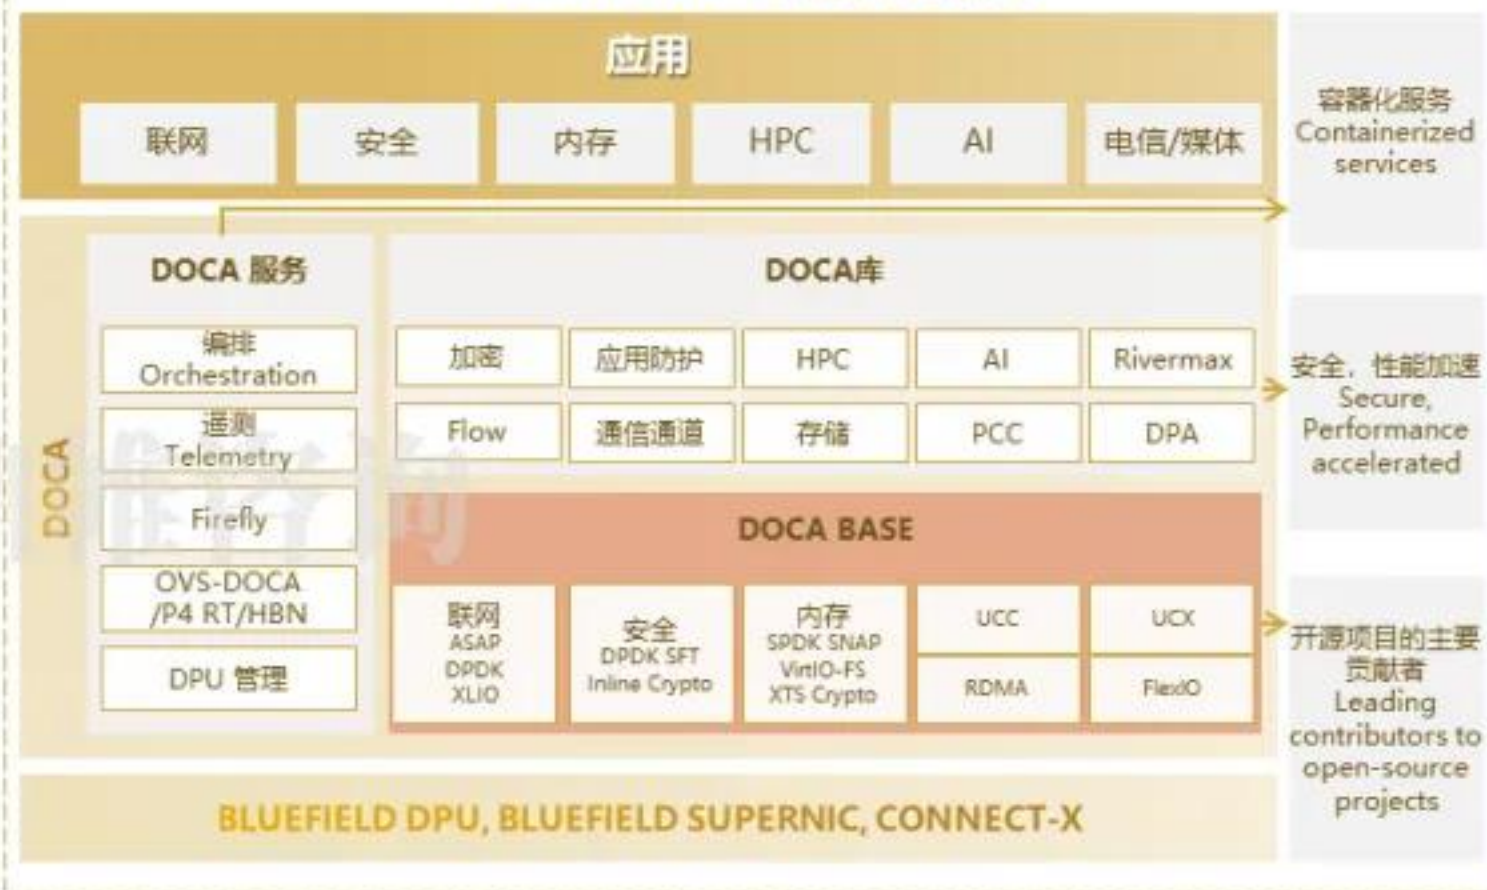 应用
联网
安全
内存
HPC
AI
电信/媒体
容器化服务
Containerized
services
DOCA
DOCA 服务
编排
Orchestration
遥测
Telemetry
Firefly
OVS-DOCA
/P4 RT/HBN
DPU 管理
DOCA库
加密
应用防护
HPC
AI
Rivermax
Flow
通信通道
存储
PCC
DPA
安全，性能加速
Secure,
Performance
accelerated
DOCA BASE
联网
ASAP
DPDK
XLIO
安全
DPDK SFT
Inline Crypto
内存
SPDK SNAP
VirtIO-FS
XTS Crypto
UCC
UCX
RDMA
FlexIO
开源项目的主要
贡献者
Leading
contributors to
open-source
projects
BLUEFIELD DPU, BLUEFIELD SUPERNIC, CONNECT-X